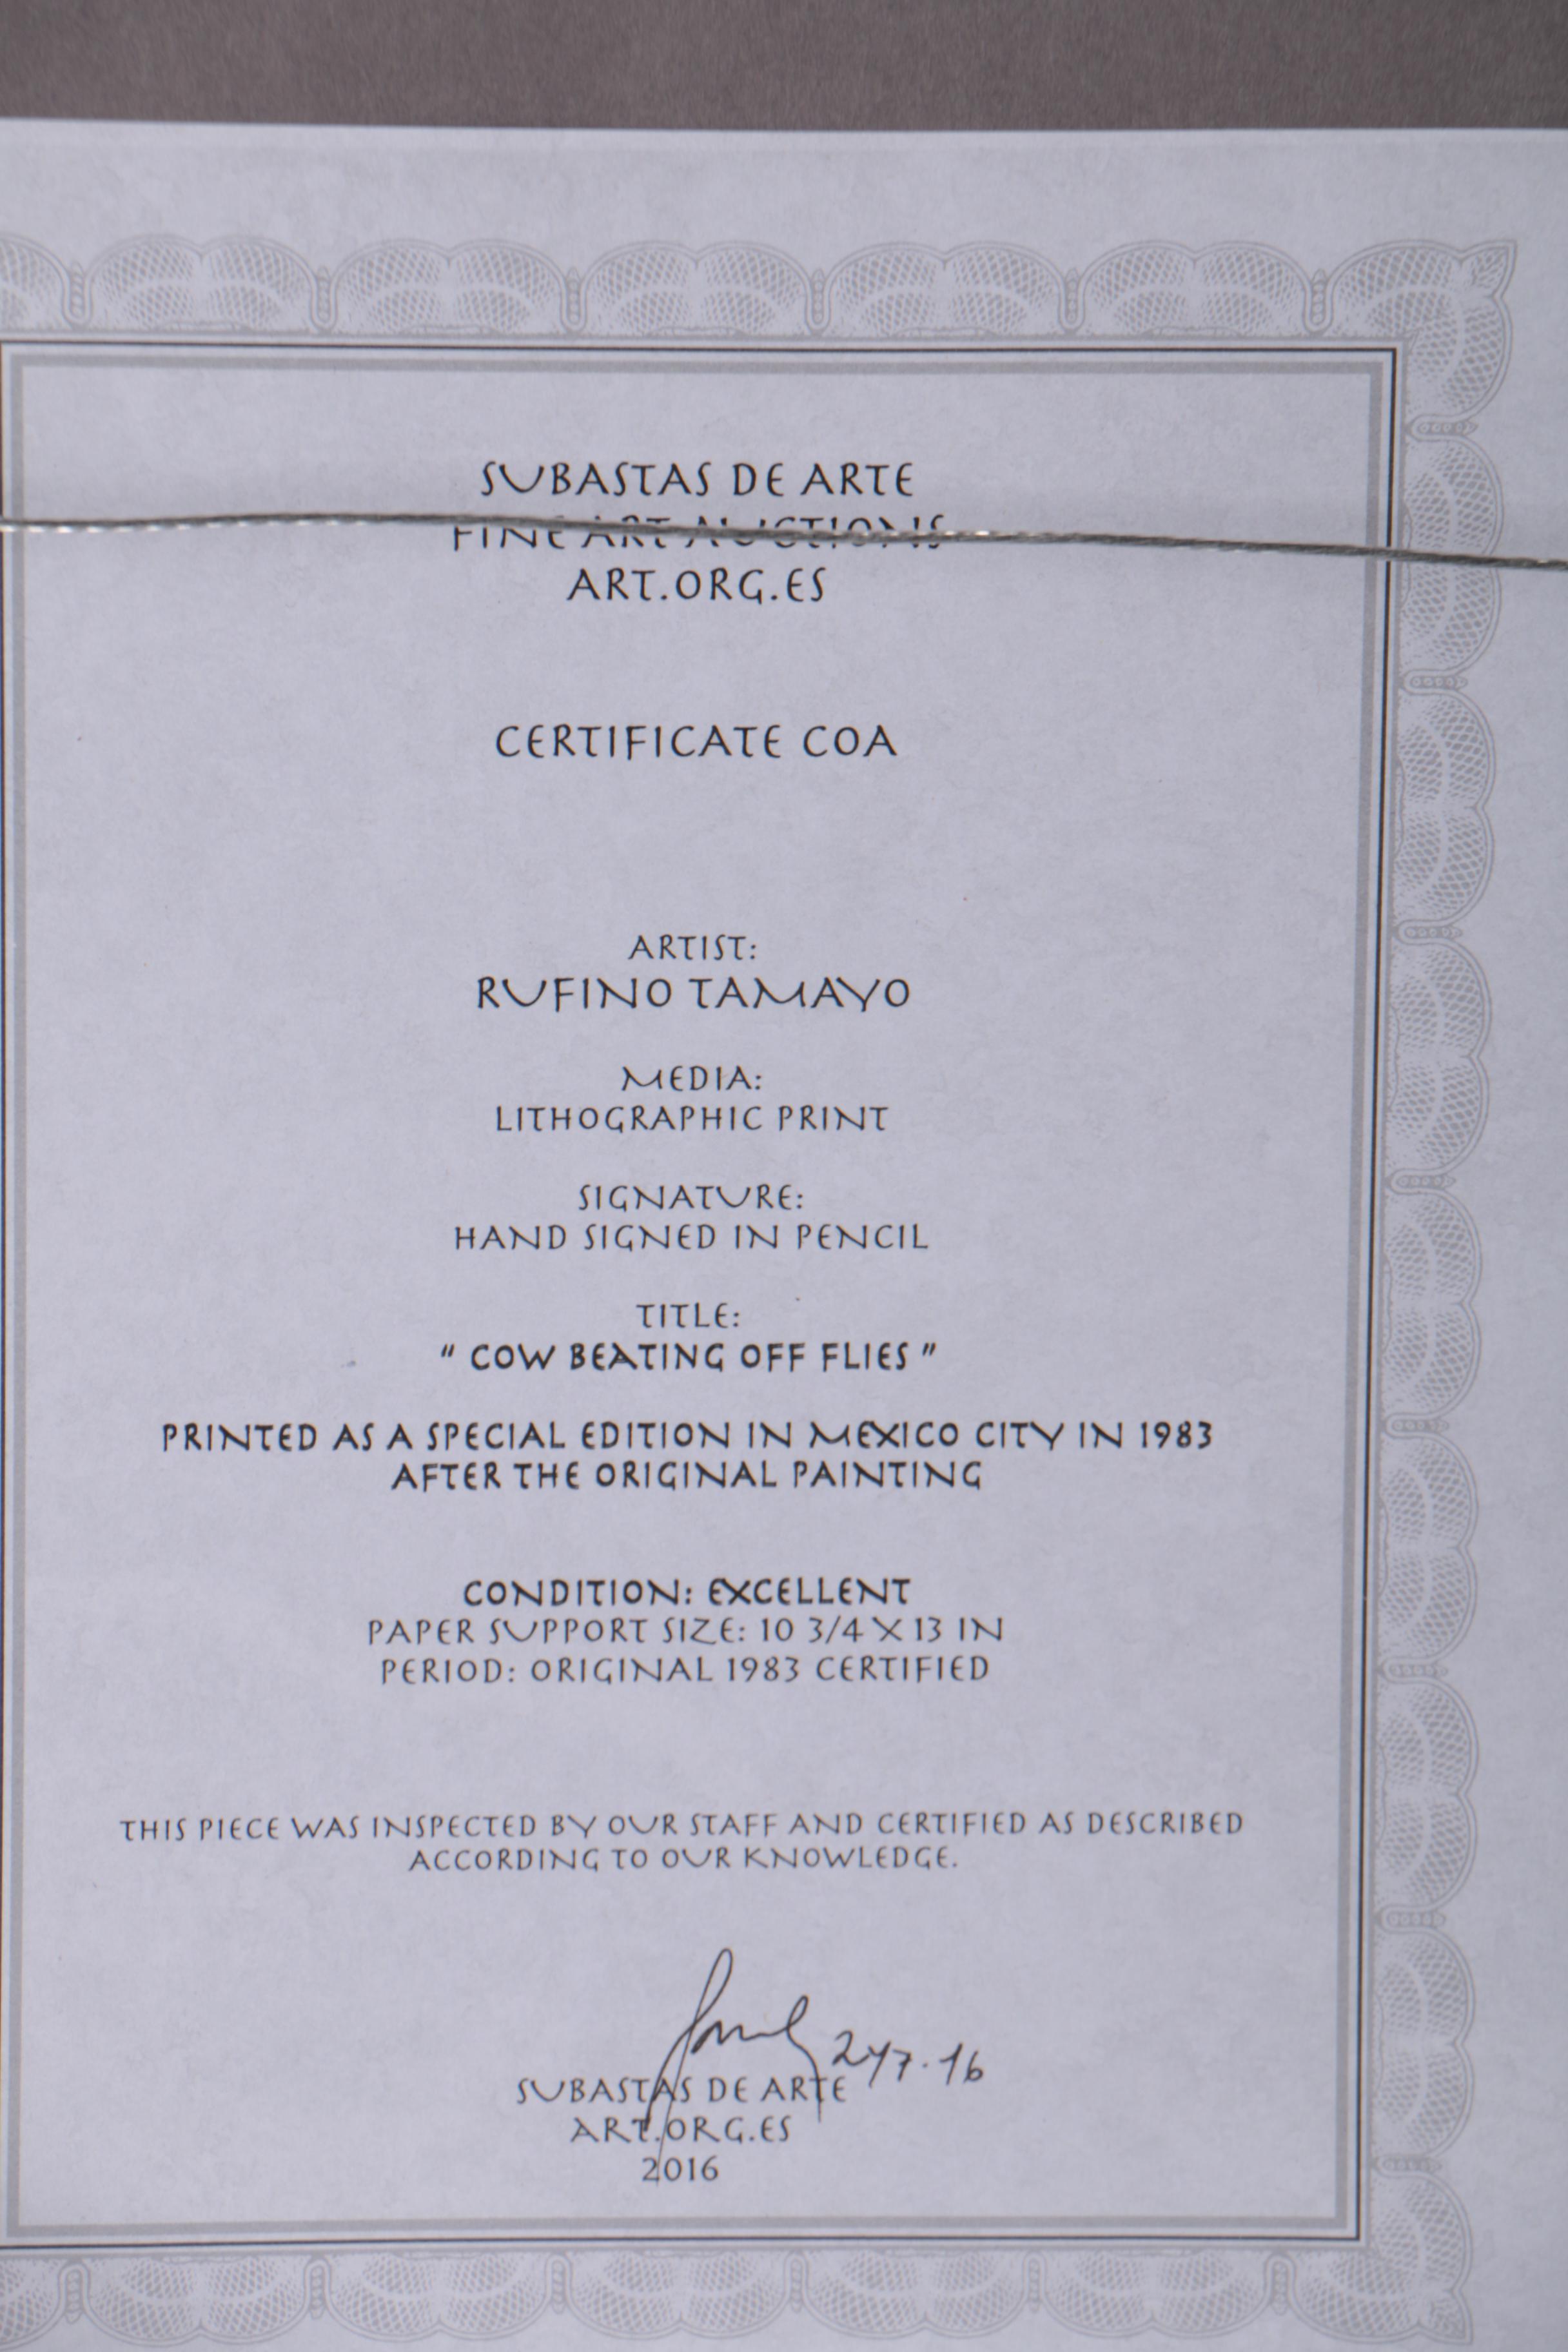 SUBASTAS DE ARTE
FINE ART AUCTIONS
ART.ORG.ES
CERTIFICATE COA
ARTIST:
RUFINO TAMAYO
MEDIA:
LITHOGRAPHIC PRINT
SIGNATURE:
HAND SIGNED IN PENCIL
TITLE:
" COW BEATING OFF FLIES "
PRINTED AS A SPECIAL EDITION IN MEXICO CITY IN 1983
AFTER THE ORIGINAL PAINTING
CONDITION: EXCELLENT
PAPER SUPPORT SIZE: 10 3/4 X 13 IN
PERIOD: ORIGINAL 1983 CERTIFIED
THIS PIECE WAS INSPECTED BY OUR STAFF AND CERTIFIED AS DESCRIBED
ACCORDING TO OUR KNOWLEDGE.
SUBASTAS DE ARTE
ART.ORG.ES
2016